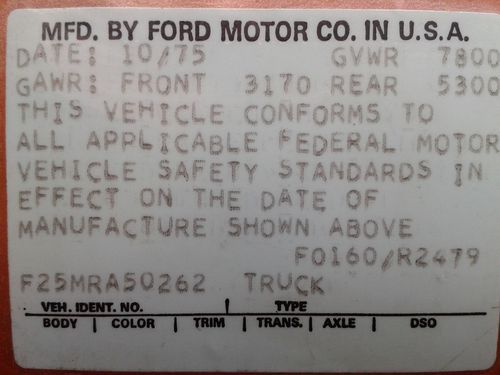 MFD. BY FORD MOTOR CO. IN U.S.A.
DATE: 10/75 GVWR 7800
GAWR: FRONT 3170 REAR 5300
THIS VEHICLE CONFORMS TO
ALL APPLICABLE FEDERAL MOTOR
VEHICLE SAFETY STANDARDS IN
EFFECT ON THE DATE OF
MANUFACTURE SHOWN ABOVE
F0160/R2479
F25MRA50262 TRUCK
VEH. IDENT. NO. | TYPE
BODY | COLOR | TRIM | TRANS. | AXLE | DSO